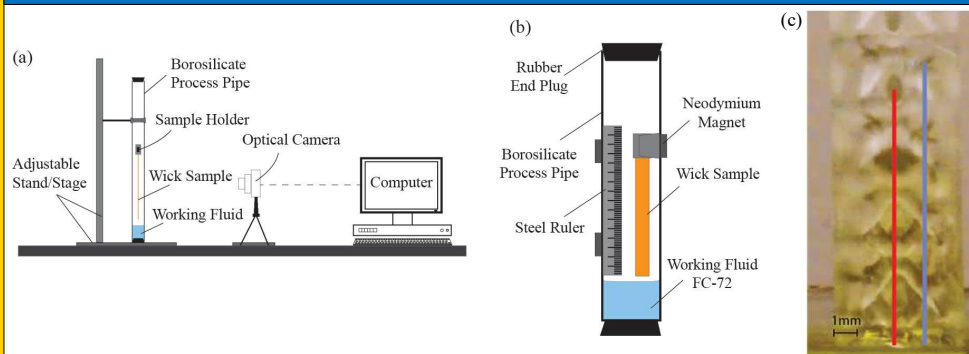 (a)
Borosilicate
Process Pipe
Sample Holder
Optical Camera
Adjustable
Stand/Stage
Wick Sample
Working Fluid
Computer
(b)
Rubber
End Plug
Neodymium
Magnet
Borosilicate
Process Pipe
Wick Sample
Steel Ruler
Working Fluid
FC-72
(c)
1mm